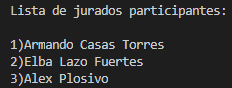 Lista de jurados participantes:
1)Armando Casas Torres
2)Elba Lazo Fuertes
3)Alex Plosivo